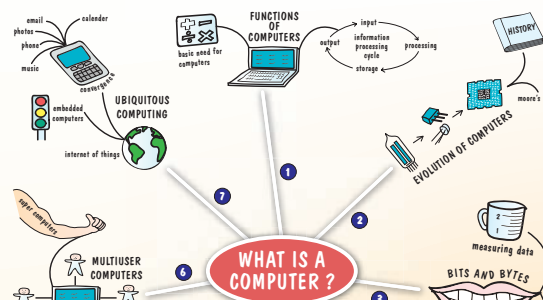 email
calender
photos
phone
music
convergence
embedded
computers
UBIQUITOUS
COMPUTING
internet of things
7
FUNCTIONS
OF
COMPUTERS
basic need for
computers
input
output
information
processing
cycle
processing
storage
1
HISTORY
moore's
EVOLUTION OF COMPUTERS
2
super computers
MULTIUSER
COMPUTERS
6
WHAT IS A
COMPUTER ?
2
1
measuring data
BITS AND BYTES
3